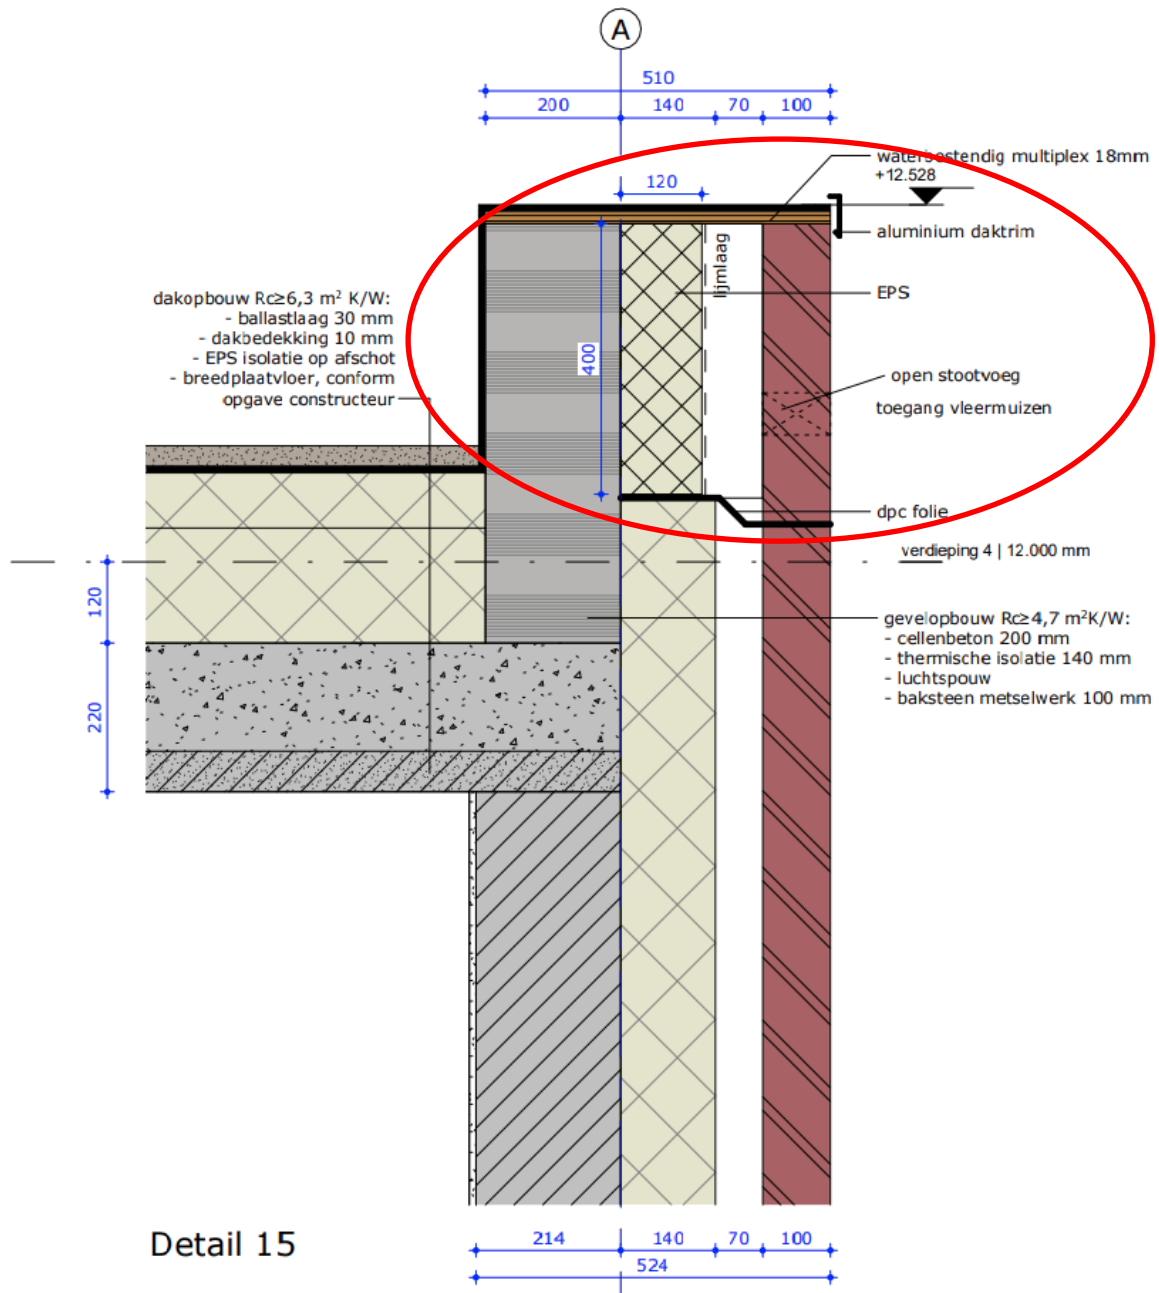 A
510
200 140 70 100
waterbestendig multiplex 18mm
+12.528
120
aluminium daktrim
lijmlaag
EPS
dakopbouw Rc≥6,3 m² K/W:
- ballastlaag 30 mm
- dakbedekking 10 mm
- EPS isolatie op afschot
- breedplaatvloer, conform
opgave constructeur
400
open stootvoeg
toegang vleermuizen
dpc folie
verdieping 4 | 12.000 mm
120
gevelopbouw Rc≥4,7 m²K/W:
- cellenbeton 200 mm
- thermische isolatie 140 mm
- luchtspouw
- baksteen metselwerk 100 mm
220
Detail 15
214 140 70 100
524